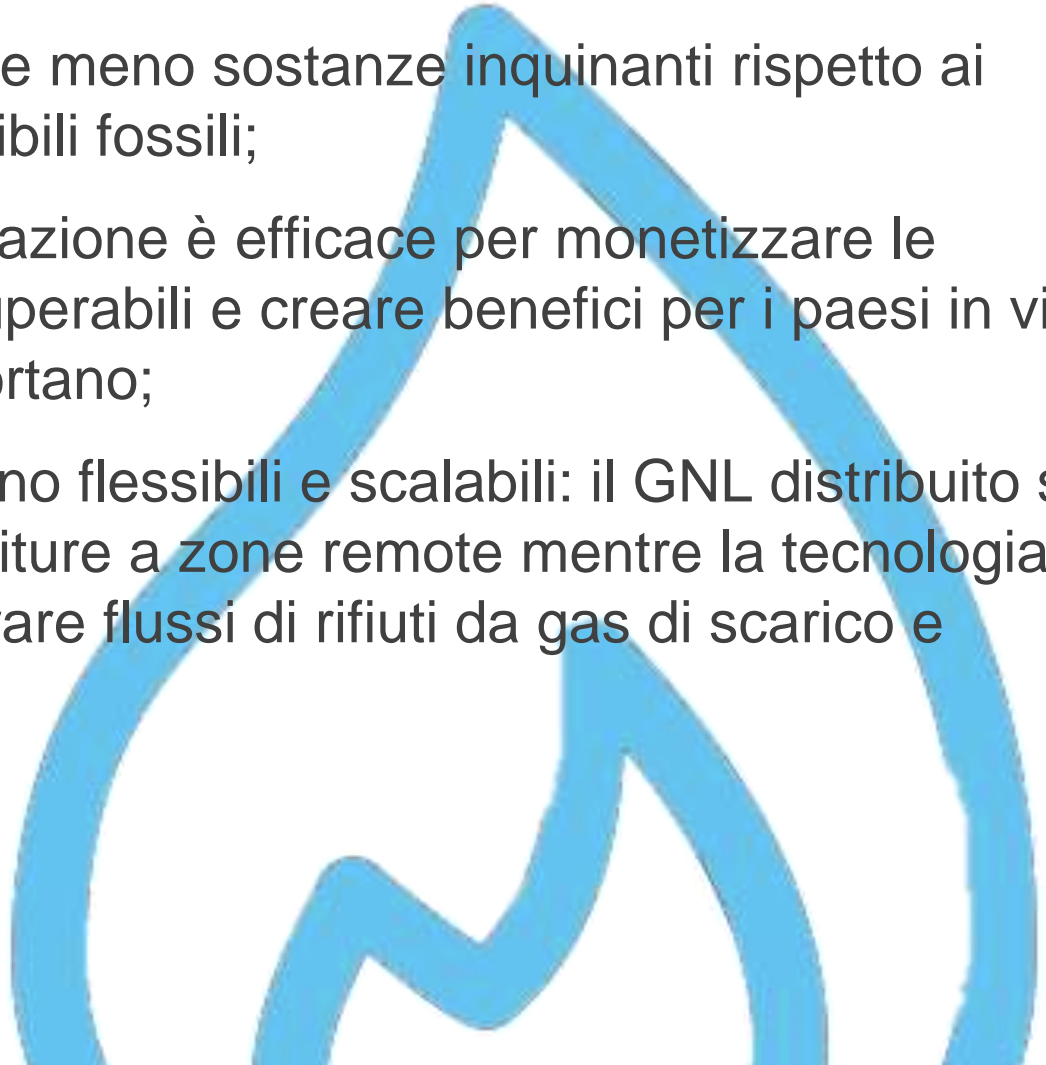 e meno sostanze inquinanti rispetto ai
ibili fossili;
azione è efficace per monetizzare le
uperabili e creare benefici per i paesi in vi
ortano;
no flessibili e scalabili: il GNL distribuito s
iture a zone remote mentre la tecnologia
are flussi di rifiuti da gas di scarico e